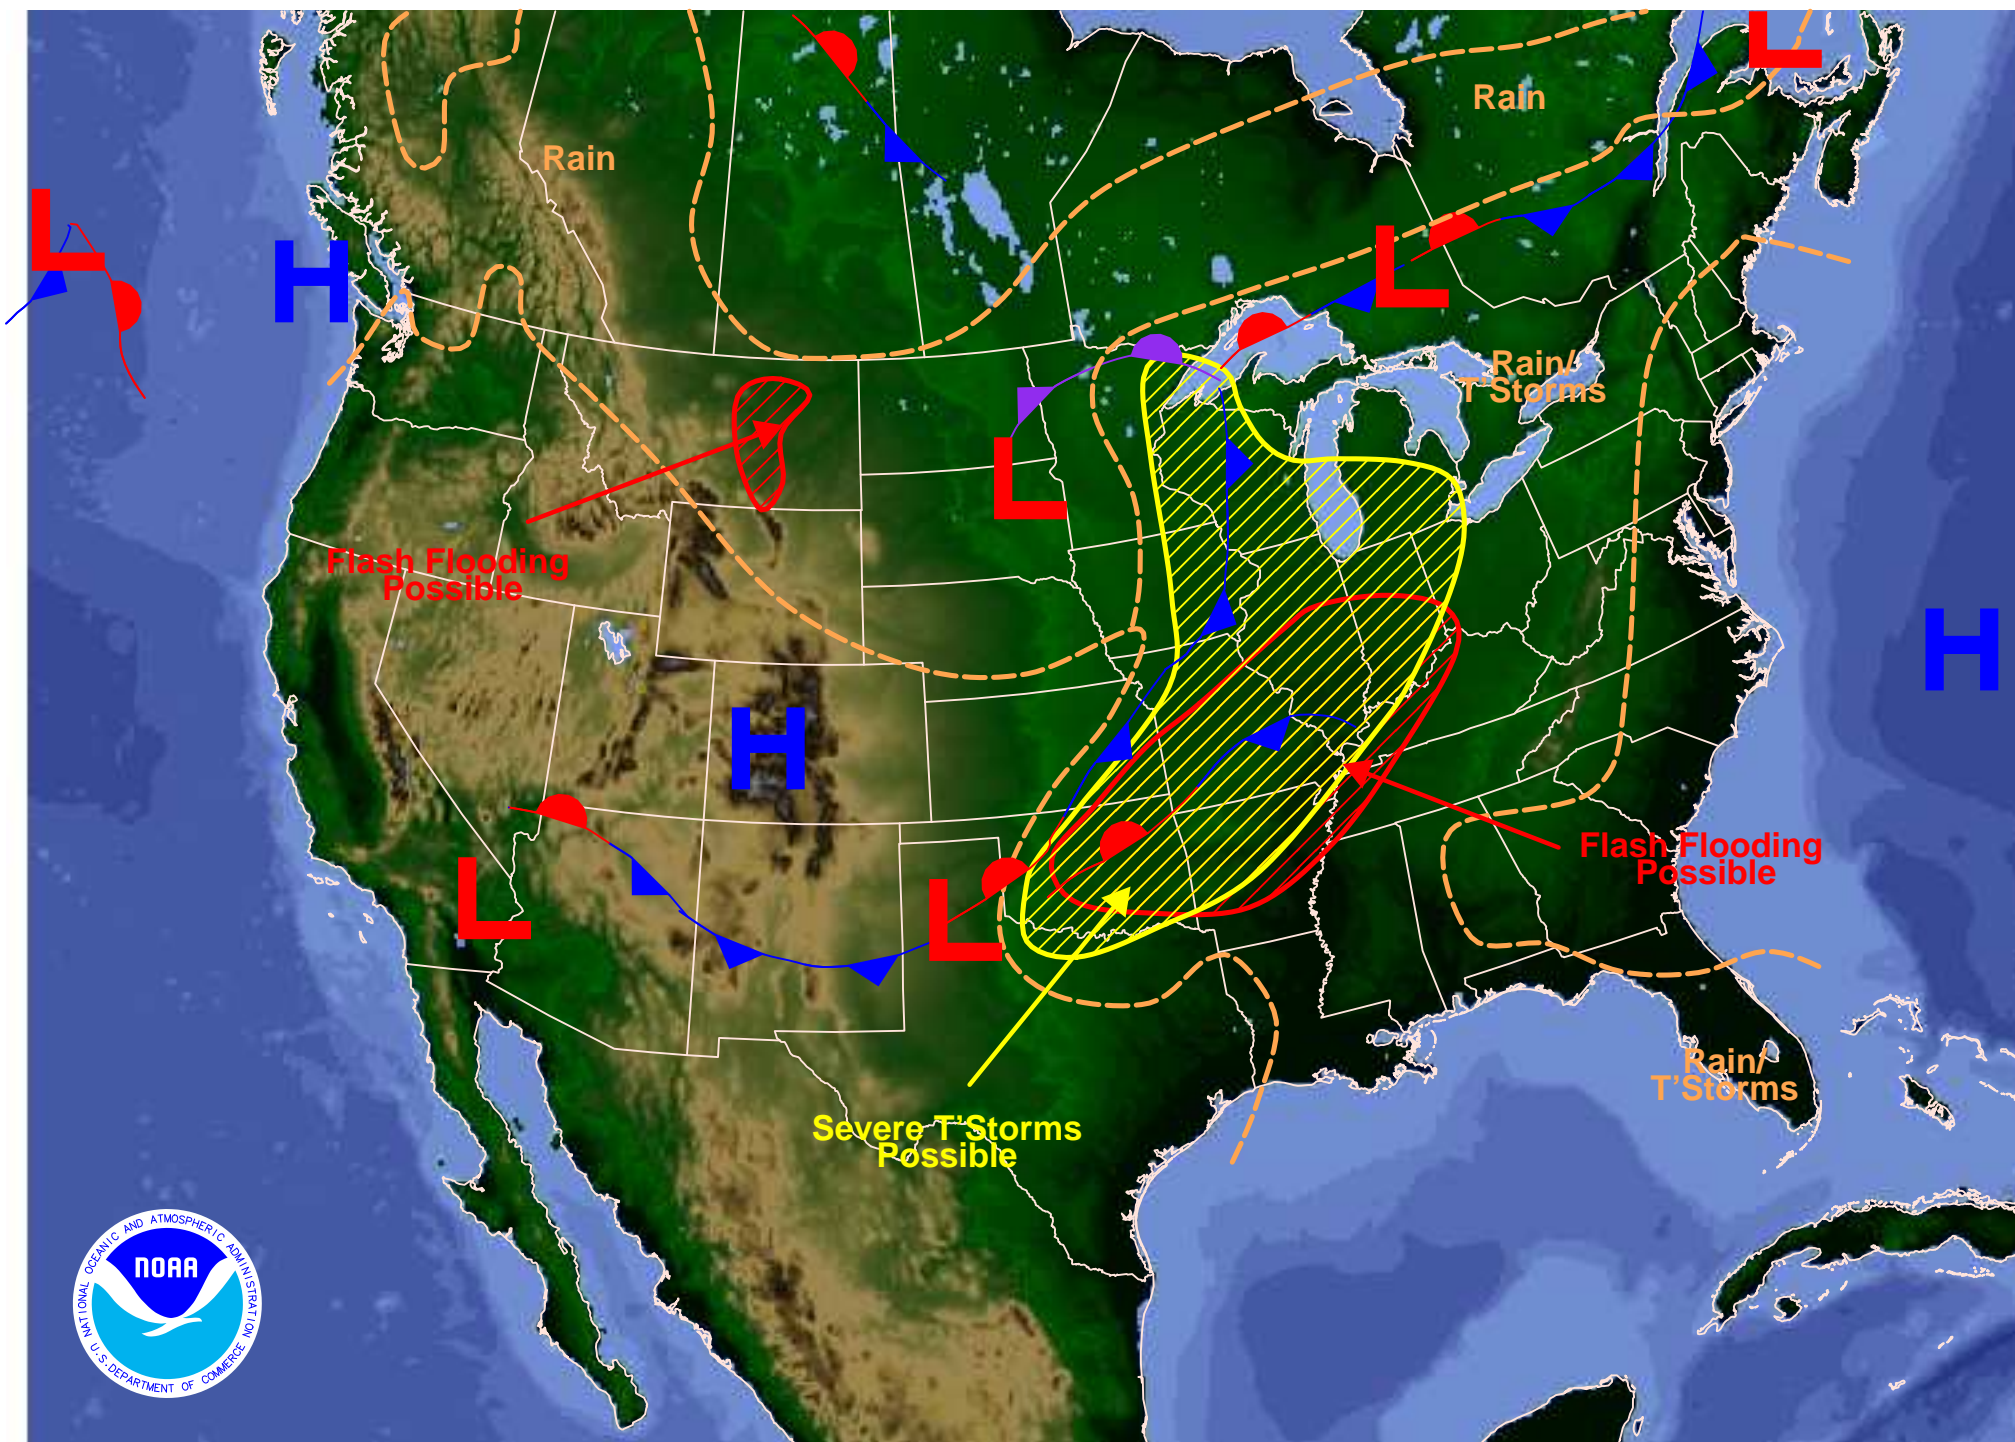 L
Rain
Rain
L
H
L
Rain/
T'Storms
L
Flash Flooding
Possible
H
H
Flash Flooding
Possible
L
L
Rain/
T'Storms
Severe T'Storms
Possible
NATIONAL OCEANIC AND ATMOSPHERIC ADMINISTRATION
NOAA
U.S. DEPARTMENT OF COMMERCE